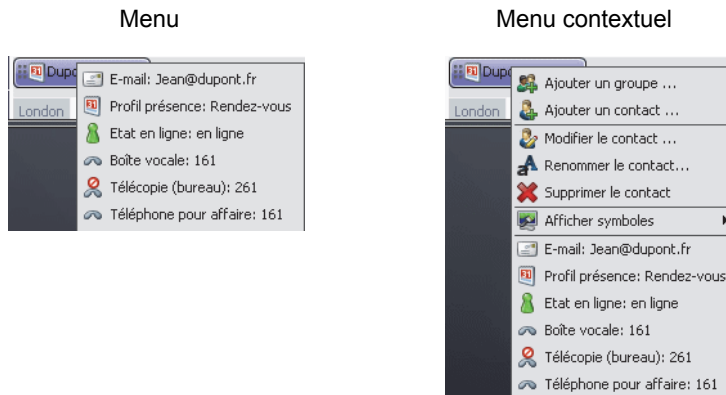 Menu
Dupo
London
E-mail: Jean@dupont.fr
Profil présence: Rendez-vous
Etat en ligne: en ligne
Boîte vocale: 161
Télécopie (bureau): 261
Téléphone pour affaire: 161
Menu contextuel
Dupo
London
Ajouter un groupe ...
Ajouter un contact ...
Modifier le contact ...
Renommer le contact...
Supprimer le contact
Afficher symboles
E-mail: Jean@dupont.fr
Profil présence: Rendez-vous
Etat en ligne: en ligne
Boîte vocale: 161
Télécopie (bureau): 261
Téléphone pour affaire: 161